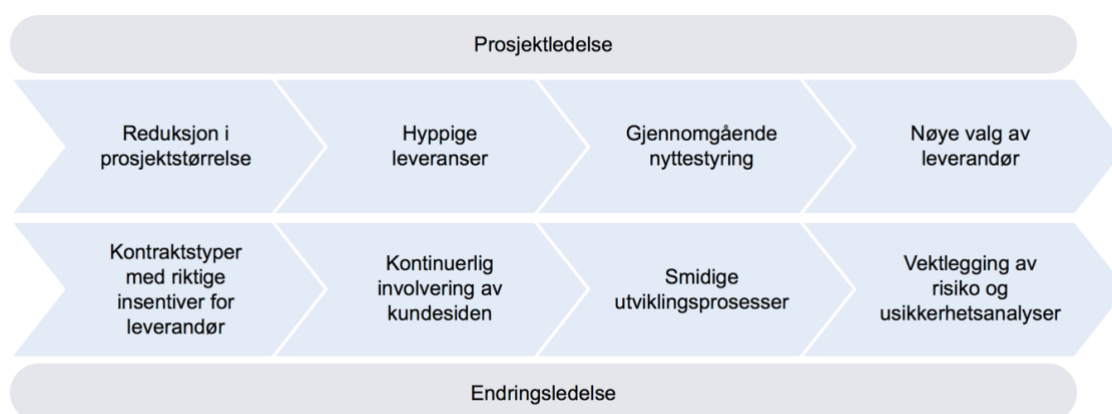 Prosjektledelse
Reduksjon i
prosjektstørrelse
Hyppige
leveranser
Gjennomgående
nyttestyring
Nøye valg av
leverandør
Kontraktstyper
med riktige
insentiver for
leverandør
Kontinuerlig
involvering av
kundesiden
Smidige
utviklingsprosesser
Vektlegging av
risiko og
usikkerhetsanalyser
Endringsledelse